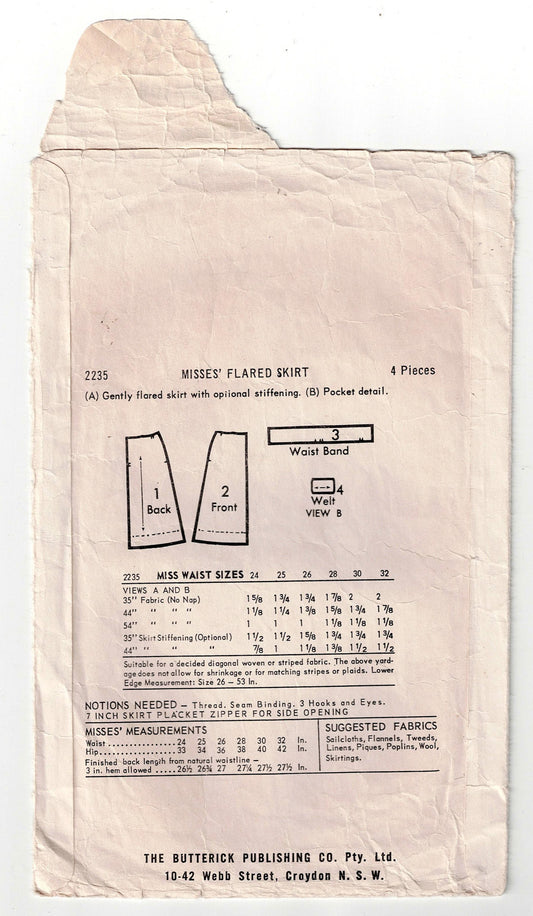 2235 MISSES' FLARED SKIRT 4 Pieces
(A) Gently flared skirt with opiional stiffening. (B) Pocket detail.
1
Back
2
Front
3
Waist Band
4
Welt
VIEW B
2235 MISS WAIST SIZES 24 25 26 28 30 32
VIEWS A AND B
35" Fabric (No Nap) 1 5/8 1 3/4 1 3/4 1 7/8 2 2
44" " " " 1 1/8 1 1/4 1 3/8 1 5/8 1 3/4 1 7/8
54" " " " 1 1 1 1 1/8 1 1/8 1 1/8
35" Skirt Stiffening (Optional) 1 1/2 1 1/2 1 5/8 1 3/4 1 3/4 1 3/4
44" " " " 7/8 1 1 1/8 1 3/8 1 1/2 1 1/2
Suitable for a decided diagonal woven or striped fabric. The above yard-
age does not allow for shrinkage or for matching stripes or plaids. Lower
Edge Measurement: Size 26 – 53 In.
NOTIONS NEEDED – Thread. Seam Binding. 3 Hooks and Eyes.
7 INCH SKIRT PLACKET ZIPPER FOR SIDE OPENING
MISSES' MEASUREMENTS
Waist .............. 24 25 26 28 30 32 In.
Hip................. 33 34 36 38 40 42 In.
Finished back length from natural waistline –
3 in. hem allowed ..... 26½ 26¾ 27 27¼ 27½ 27½ In.
SUGGESTED FABRICS
Sailcloths, Flannels, Tweeds,
Linens, Piques, Poplins, Wool,
Skirtings.
THE BUTTERICK PUBLISHING CO. Pty. Ltd.
10-42 Webb Street, Croydon N. S. W.